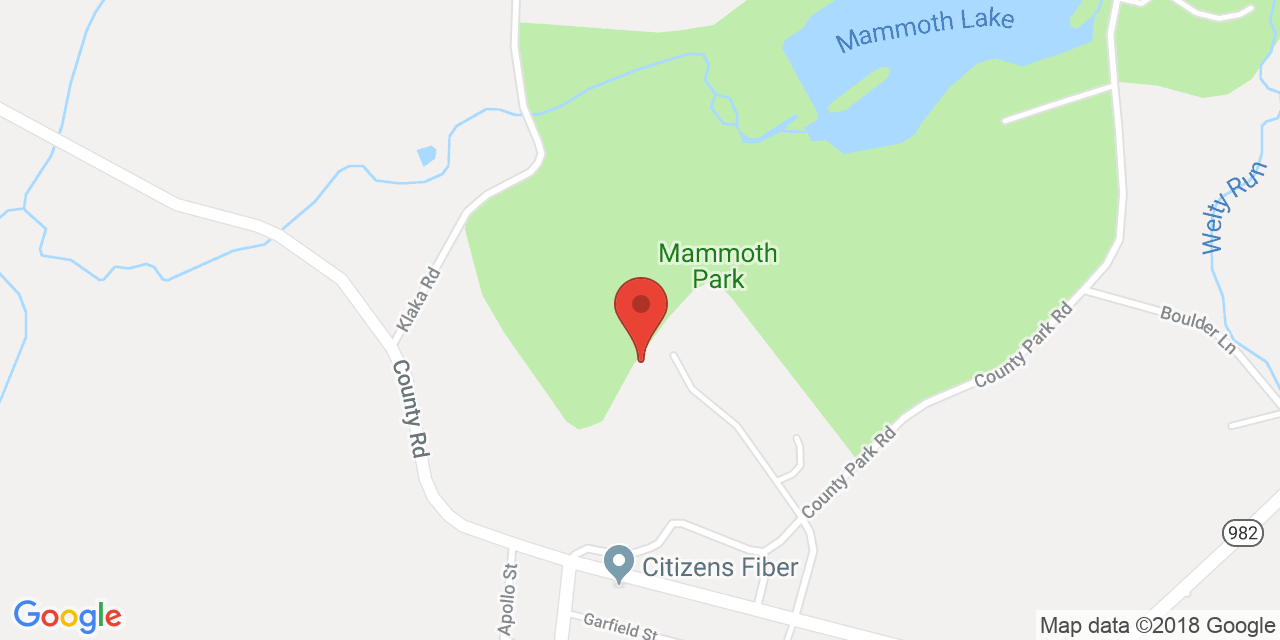 Mammoth Lake
Welty Run
Mammoth
Park
Klaka Rd
Boulder Ln
County Park Rd
County Rd
County Park Rd
982
Citizens Fiber
Apollo St
Garfield St
Google
Map data ©2018 Google